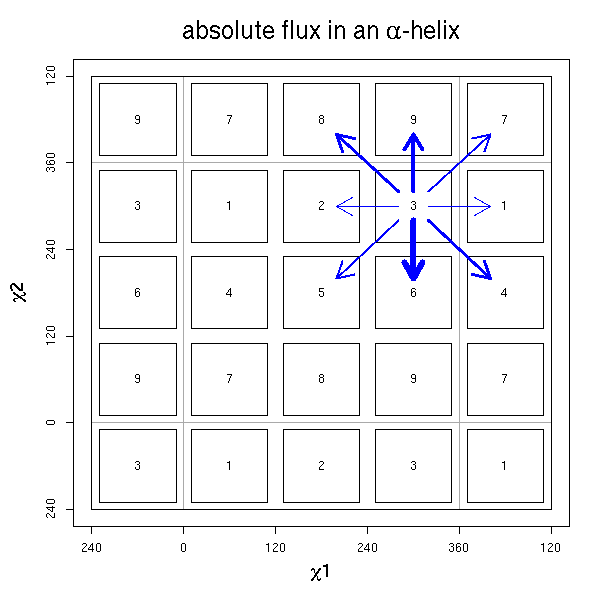 absolute flux in an α-helix
120
9 7 8 9 7
360
3 1 2 3 1
240
6 4 5 6 4
120
9 7 8 9 7
0
3 1 2 3 1
240
χ2
240 0 120 240 360 120
χ1